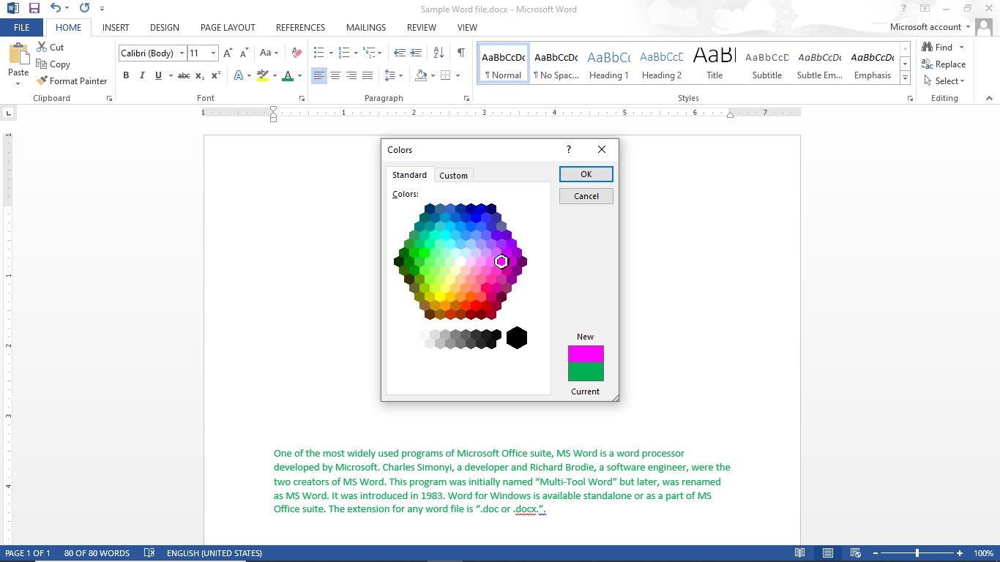 Sample Word file.docx - Microsoft Word
FILE HOME INSERT DESIGN PAGE LAYOUT REFERENCES MAILINGS REVIEW VIEW Microsoft account
Paste
Cut
Copy
Format Painter
Clipboard
Calibri (Body) 11
Font
Paragraph
AaBbCcDc ¶ Normal
AaBbCcDc ¶ No Spac...
AaBbCc Heading 1
AaBbCcD Heading 2
AaBl Title
AaBbCcD Subtitle
AaBbCcDc Subtle Em...
AaBbCcDc Emphasis
Styles
Find
Replace
Select
Editing
1 1 2 3 4 5 6 7
1 1 2 3 4
Colors ?
Standard Custom
Colors:
OK
Cancel
New
Current
One of the most widely used programs of Microsoft Office suite, MS Word is a word processor
developed by Microsoft. Charles Simonyi, a developer and Richard Brodie, a software engineer, were the
two creators of MS Word. This program was initially named “Multi-Tool Word” but later, was renamed
as MS Word. It was introduced in 1983. Word for Windows is available standalone or as a part of MS
Office suite. The extension for any word file is “.doc or .docx.”.
PAGE 1 OF 1 80 OF 80 WORDS ENGLISH (UNITED STATES) 100%